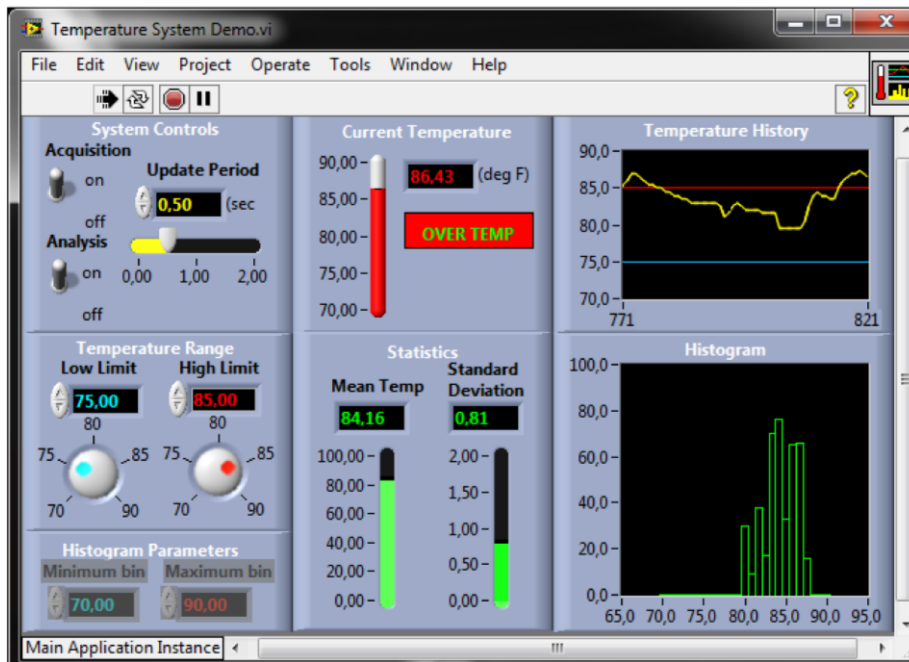 Temperature System Demo.vi
File Edit View Project Operate Tools Window Help
System Controls
Acquisition
on
off
Update Period
0,50 (sec
0,00 1,00 2,00
Analysis
on
off
Temperature Range
Low Limit High Limit
75,00 85,00
80 80
75 85 75 85
70 90 70 90
Histogram Parameters
Minimum bin Maximum bin
70,00 90,00
Current Temperature
90,00
85,00
80,00
75,00
70,00
86,43 (deg F)
OVER TEMP
Statistics
Mean Temp
84,16
100,00
80,00
60,00
40,00
20,00
0,00
Standard
Deviation
0,81
2,00
1,50
1,00
0,50
0,00
Temperature History
90,0
85,0
80,0
75,0
70,0
771 821
Histogram
100,0
80,0
60,0
40,0
20,0
0,0
65,0 70,0 75,0 80,0 85,0 90,0 95,0
Main Application Instance